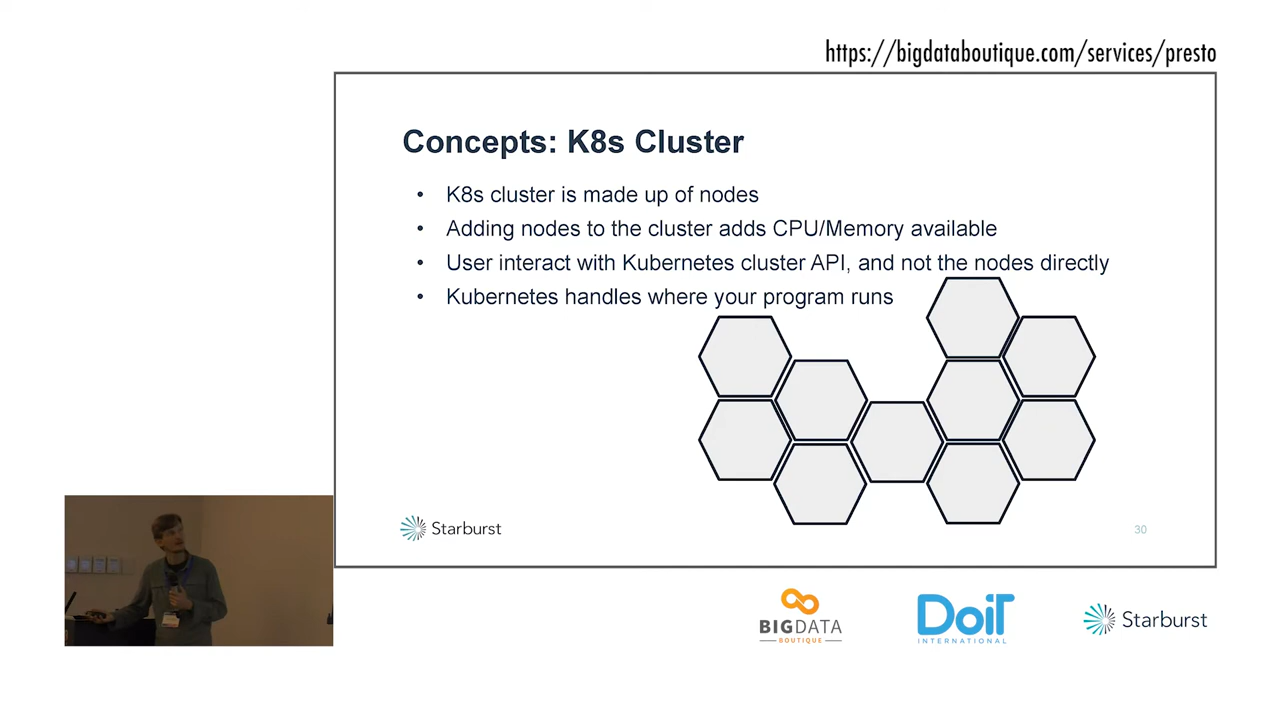 https://bigdataboutique.com/services/presto
Concepts: K8s Cluster
• K8s cluster is made up of nodes
• Adding nodes to the cluster adds CPU/Memory available
• User interact with Kubernetes cluster API, and not the nodes directly
• Kubernetes handles where your program runs
Starburst
30
BIGDATA
BOUTIQUE
DoiT
INTERNATIONAL
Starburst